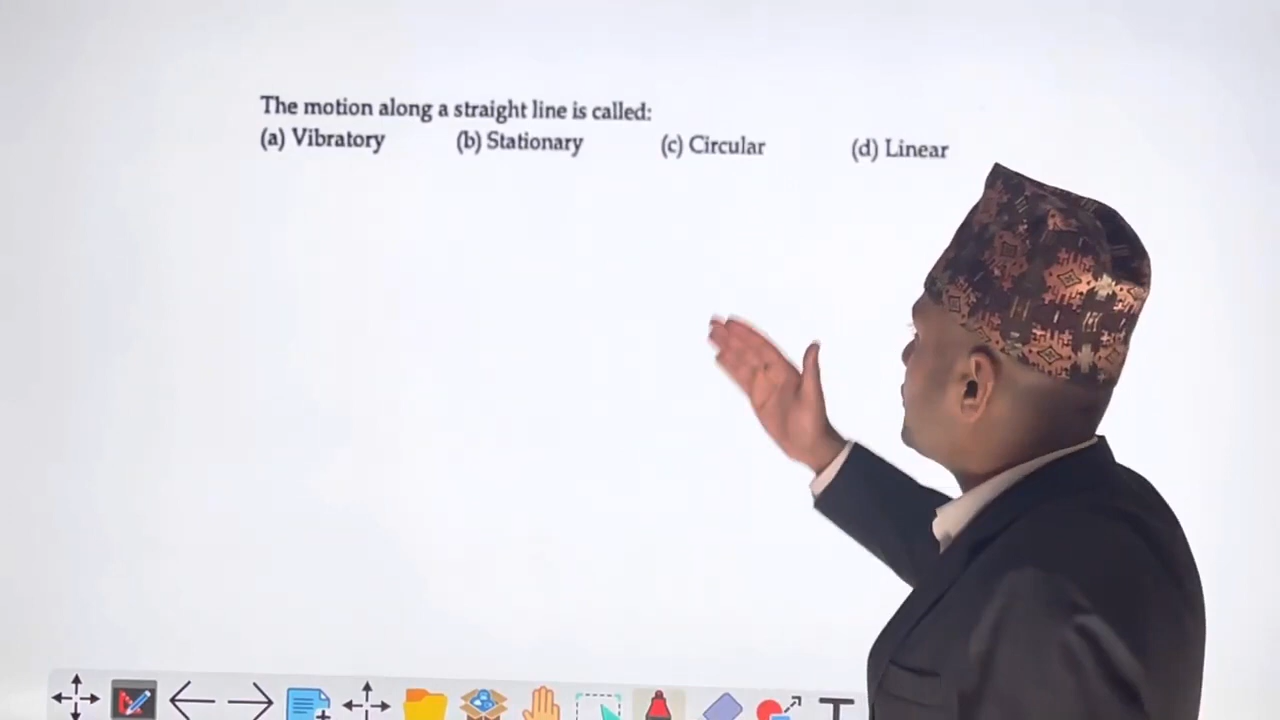 The motion along a straight line is called:
(a) Vibratory (b) Stationary (c) Circular (d) Linear
T